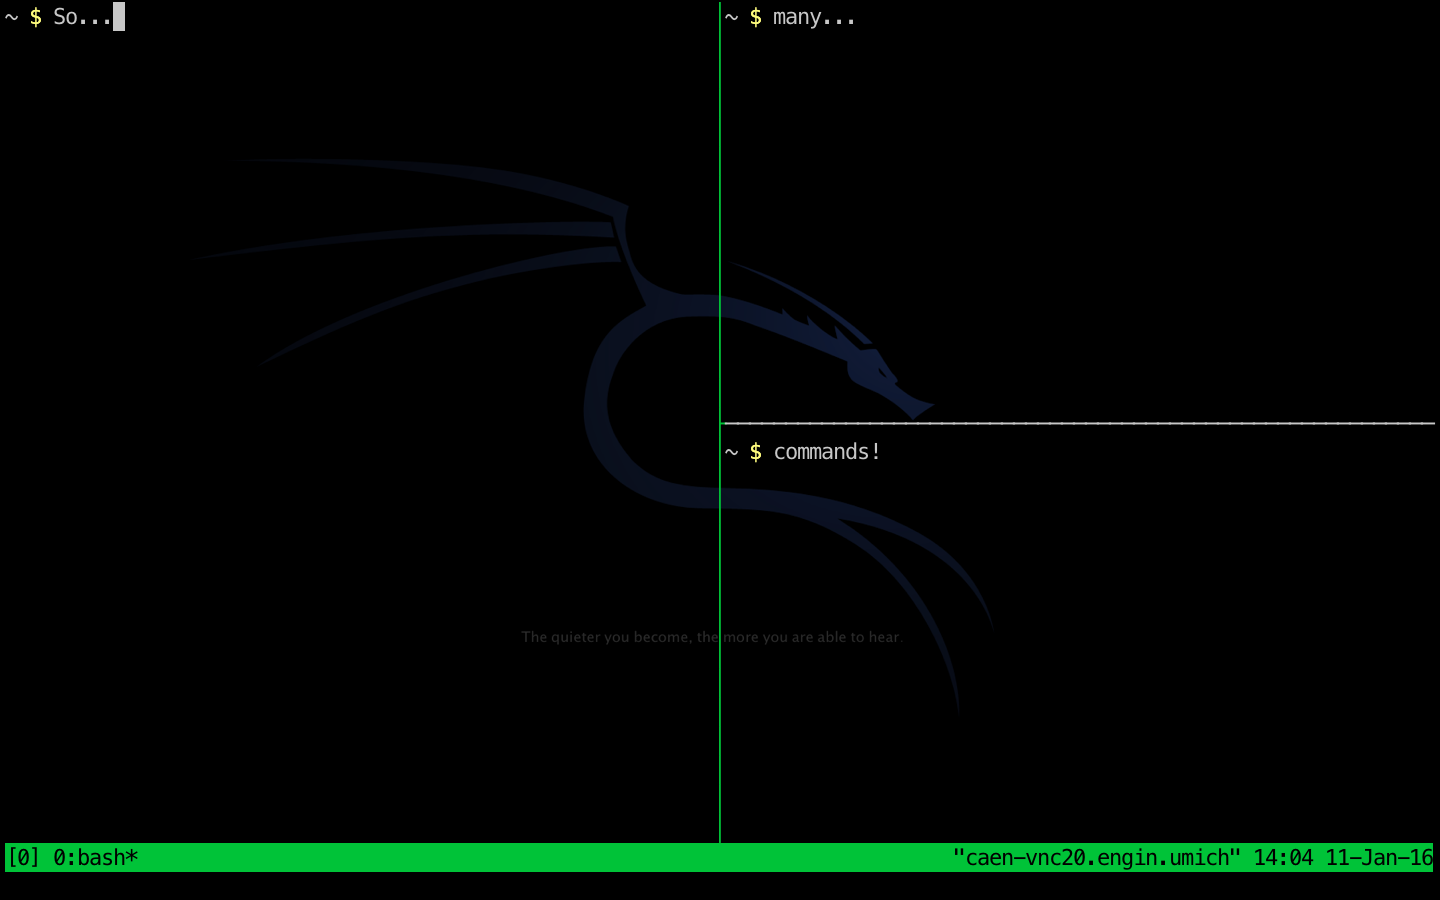 ~ $ So...
~ $ many...
~ $ commands!
The quieter you become, the more you are able to hear.
[0] 0:bash*
"caen-vnc20.engin.umich" 14:04 11-Jan-16